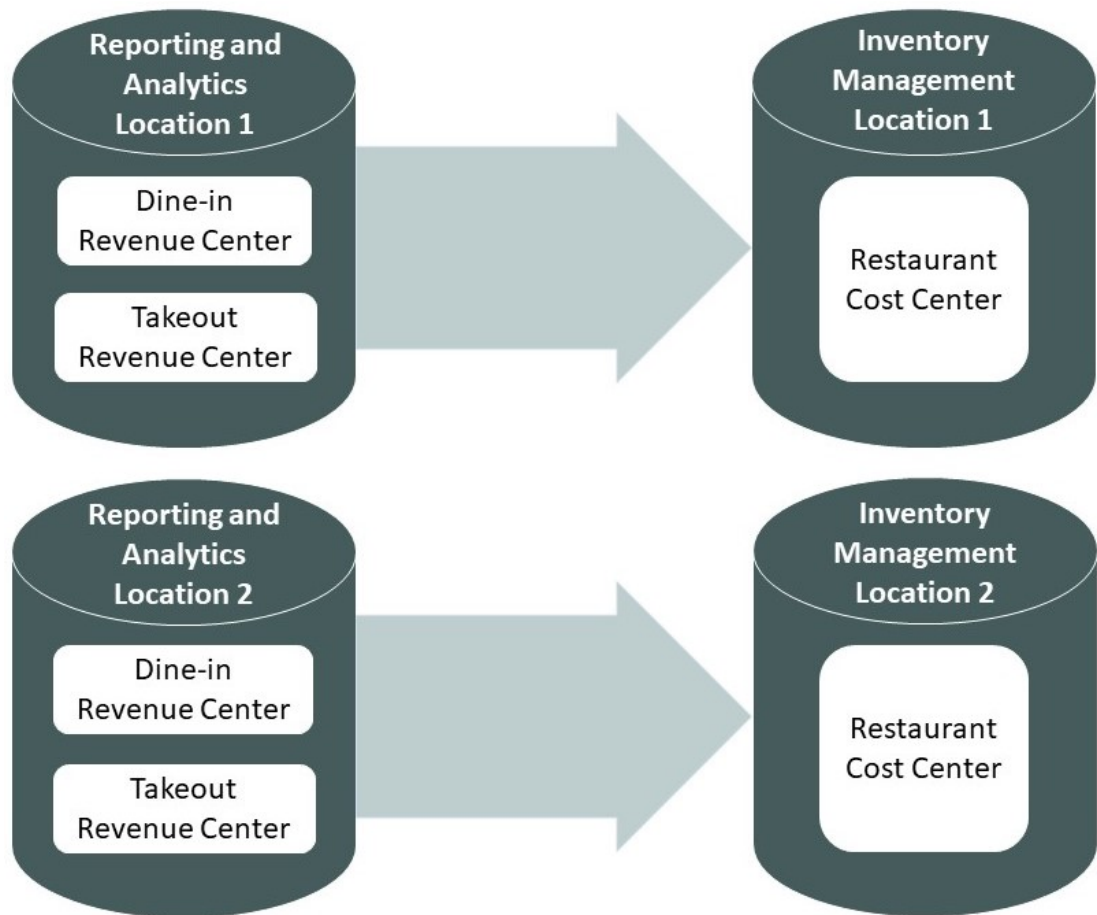 Reporting and
Analytics
Location 1
Dine-in
Revenue Center
Takeout
Revenue Center
Inventory
Management
Location 1
Restaurant
Cost Center
Reporting and
Analytics
Location 2
Dine-in
Revenue Center
Takeout
Revenue Center
Inventory
Management
Location 2
Restaurant
Cost Center